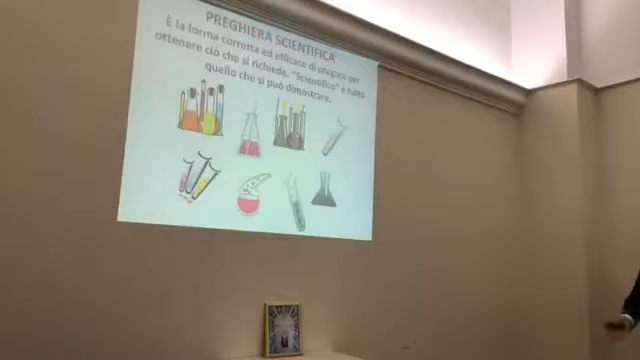 PREGHIERA SCIENTIFICA
È la forma corretta ed efficace di pregare per
ottenere ciò che si richiede. "Scientifico" è tutto
quello che si può dimostrare.